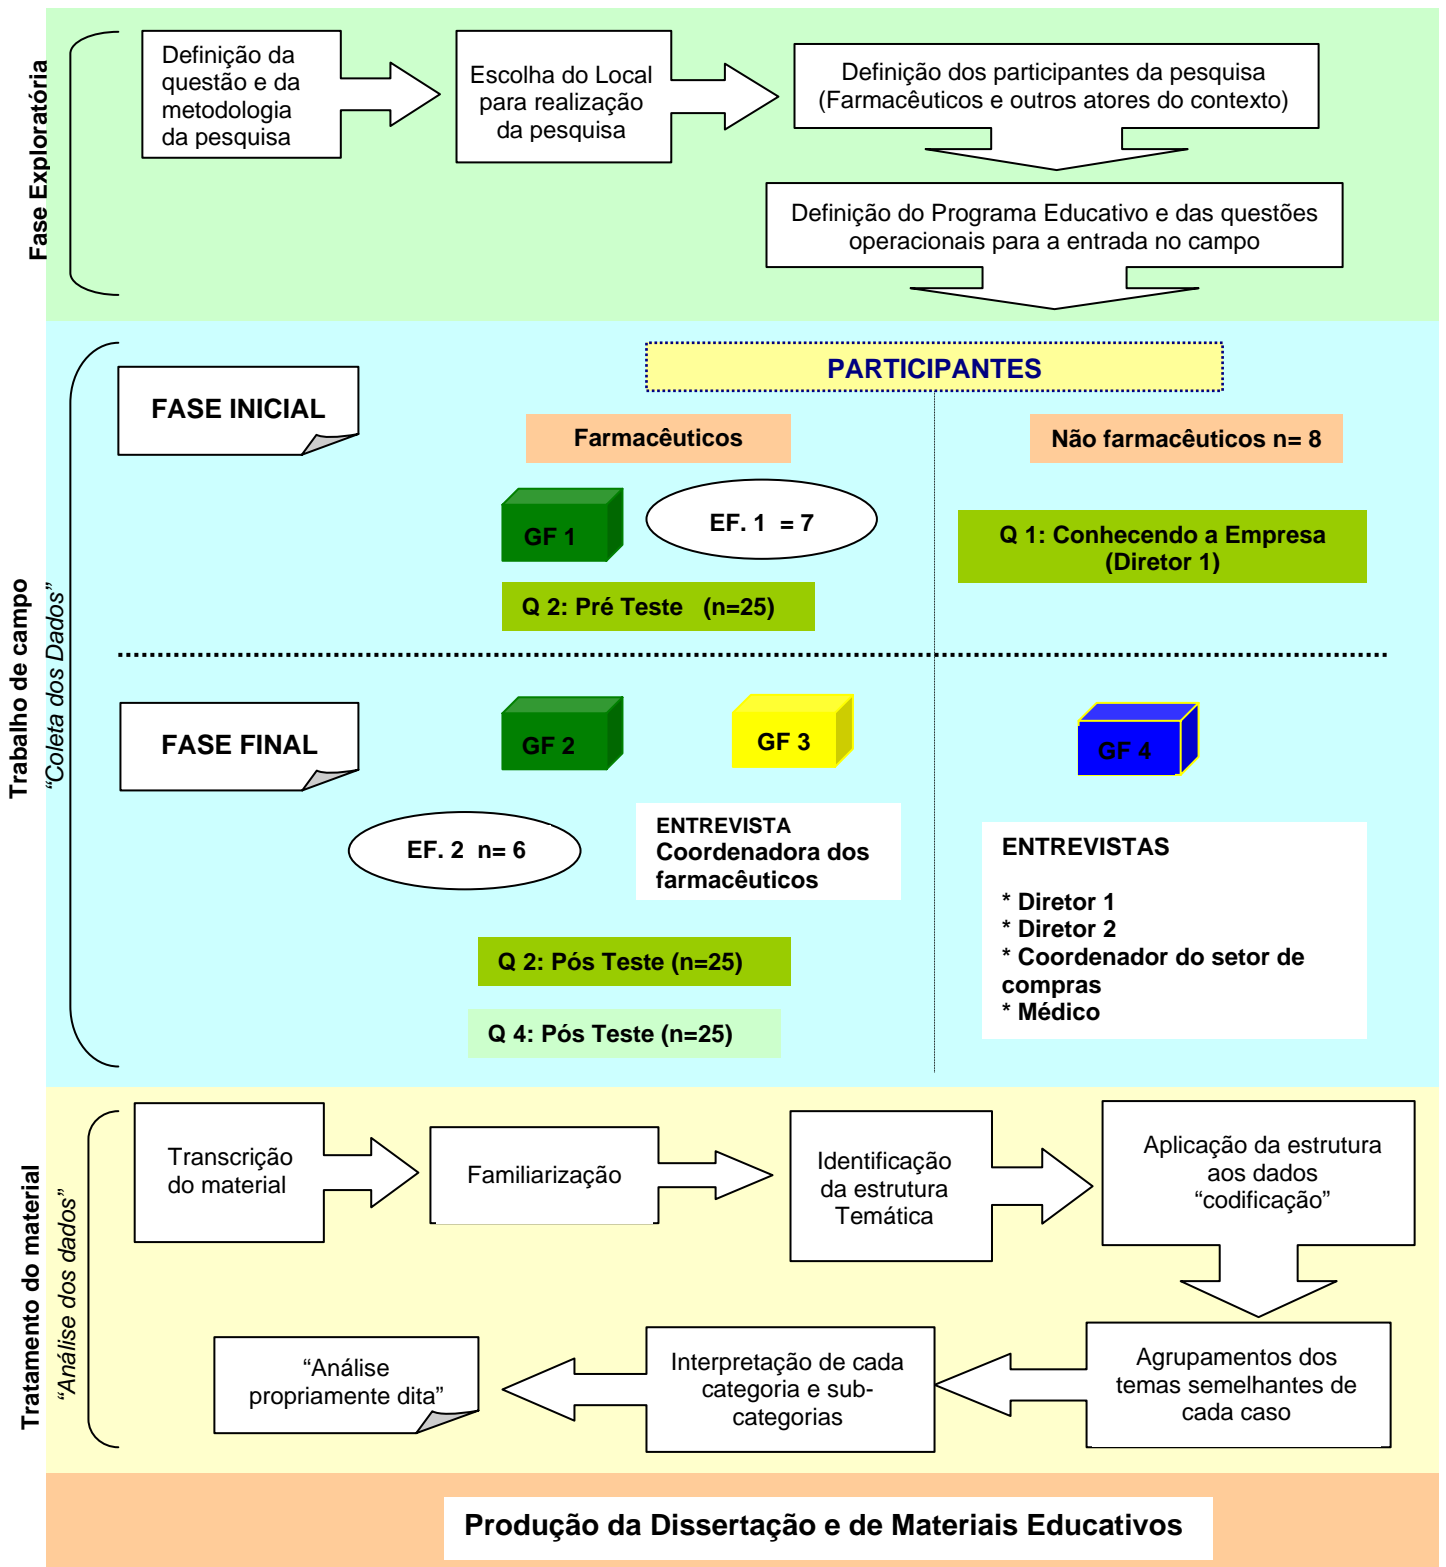 Fase Exploratória
Definição da
questão e da
metodologia
da pesquisa
Escolha do Local
para realização
da pesquisa
Definição dos participantes da pesquisa
(Farmacêuticos e outros atores do contexto)
Definição do Programa Educativo e das questões
operacionais para a entrada no campo
Trabalho de campo
“Coleta dos Dados”
PARTICIPANTES
FASE INICIAL
Farmacêuticos
Não farmacêuticos n= 8
GF 1
EF. 1 = 7
Q 1: Conhecendo a Empresa
(Diretor 1)
Q 2: Pré Teste (n=25)
FASE FINAL
GF 2
GF 3
GF 4
EF. 2 n= 6
ENTREVISTA
Coordenadora dos
farmacêuticos
ENTREVISTAS
* Diretor 1
* Diretor 2
* Coordenador do setor de
compras
* Médico
Q 2: Pós Teste (n=25)
Q 4: Pós Teste (n=25)
Tratamento do material
“Análise dos dados”
Transcrição
do material
Familiarização
Identificação
da estrutura
Temática
Aplicação da estrutura
aos dados
“codificação”
Agrupamentos dos
temas semelhantes de
cada caso
Interpretação de cada
categoria e sub-
categorias
“Análise
propriamente dita”
Produção da Dissertação e de Materiais Educativos